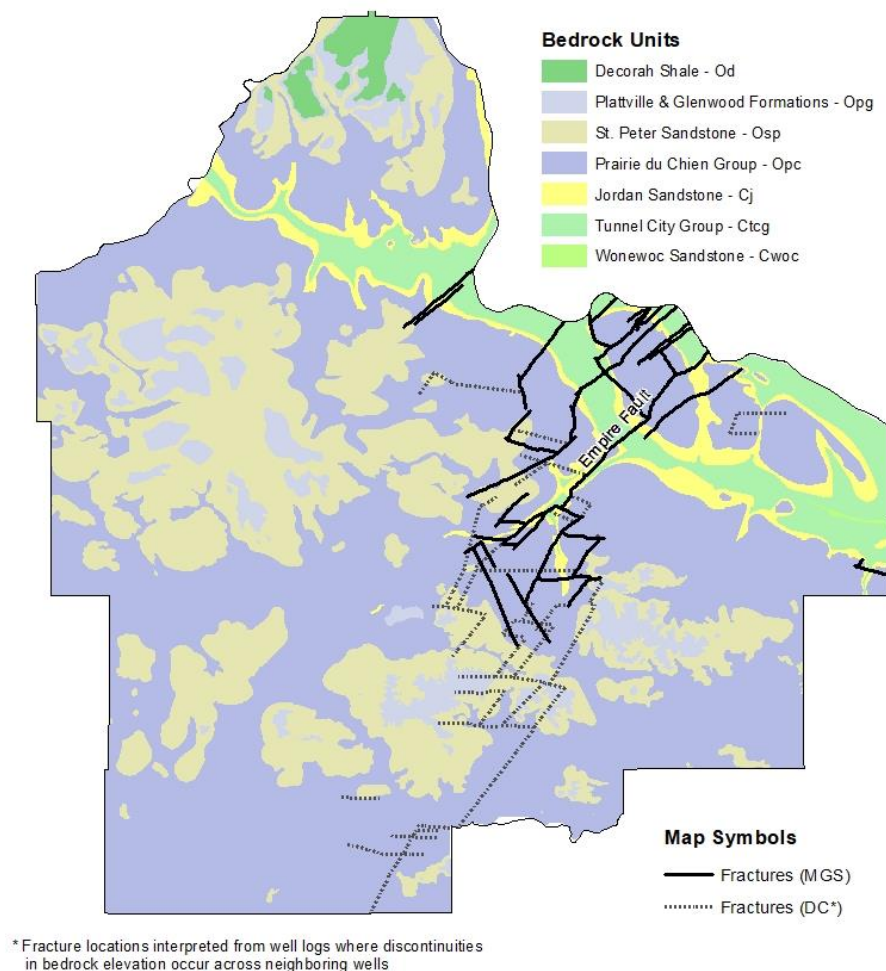 Bedrock Units
Decorah Shale - Od
Plattville & Glenwood Formations - Opg
St. Peter Sandstone - Osp
Prairie du Chien Group - Opc
Jordan Sandstone - Cj
Tunnel City Group - Ctcg
Wonewoc Sandstone - Cwoc
Empire Fault
Map Symbols
Fractures (MGS)
Fractures (DC*)
* Fracture locations interpreted from well logs where discontinuities
in bedrock elevation occur across neighboring wells